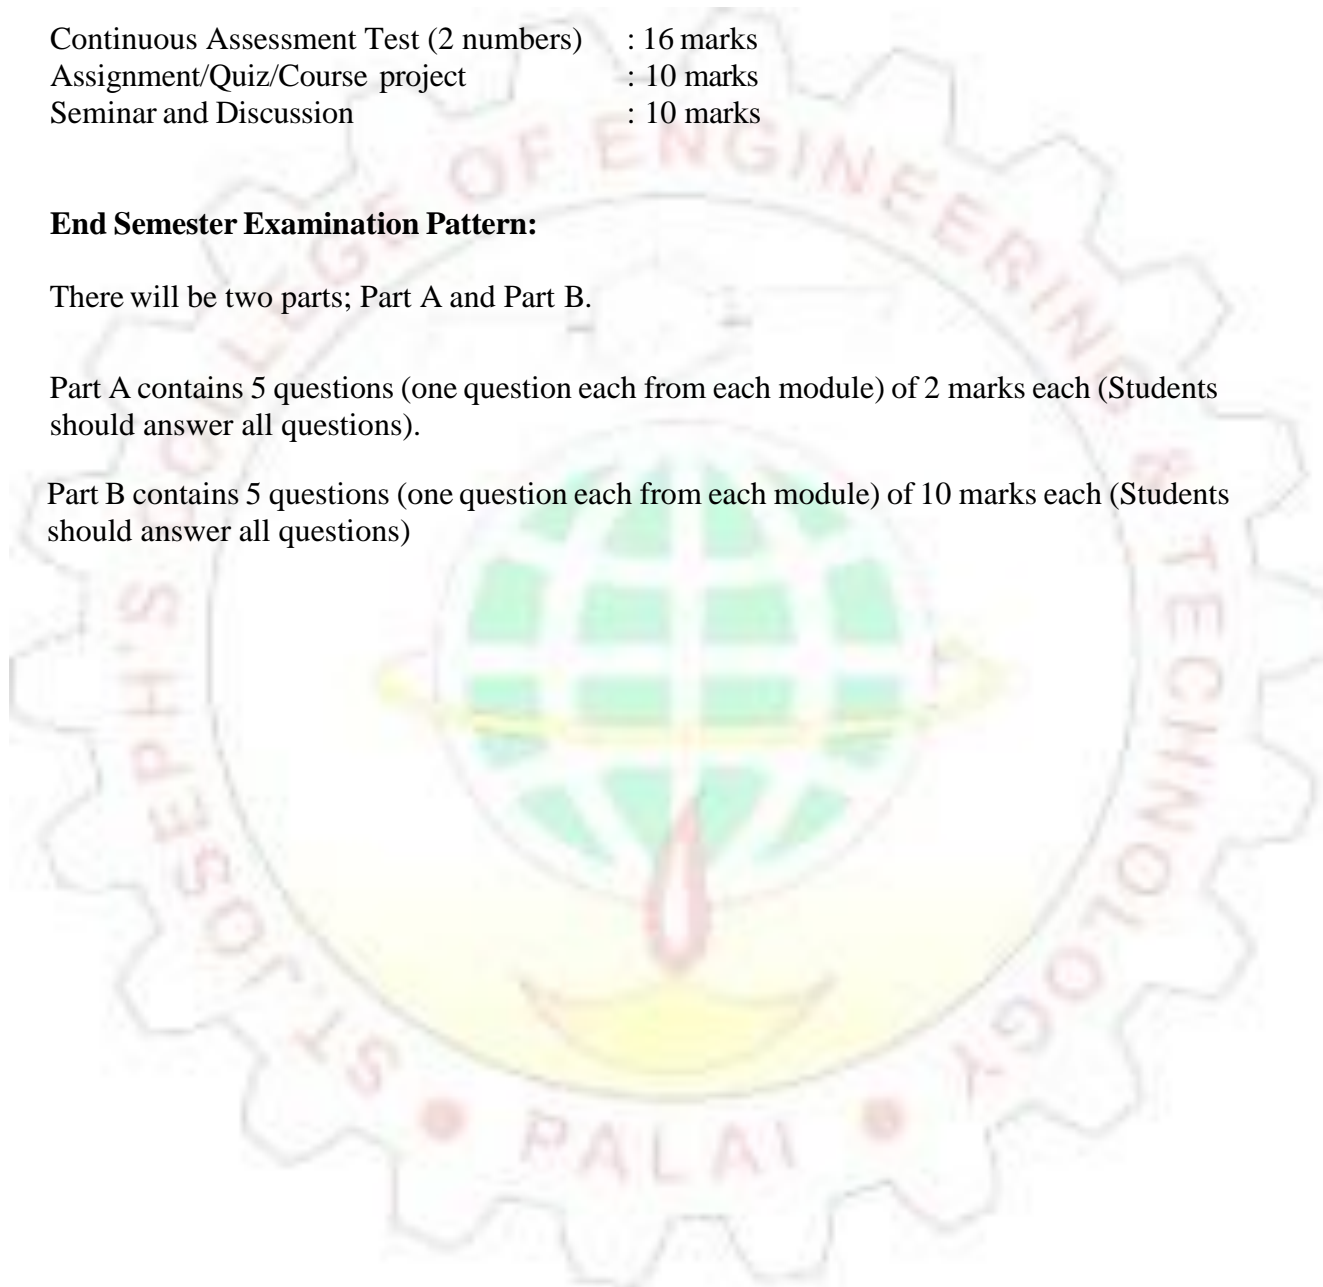 Continuous Assessment Test (2 numbers) : 16 marks
Assignment/Quiz/Course project : 10 marks
Seminar and Discussion : 10 marks
End Semester Examination Pattern:
There will be two parts; Part A and Part B.
Part A contains 5 questions (one question each from each module) of 2 marks each (Students
should answer all questions).
Part B contains 5 questions (one question each from each module) of 10 marks each (Students
should answer all questions)
ST.JOSEPH'S COLLEGE OF ENGINEERING & TECHNOLOGY
PALAI